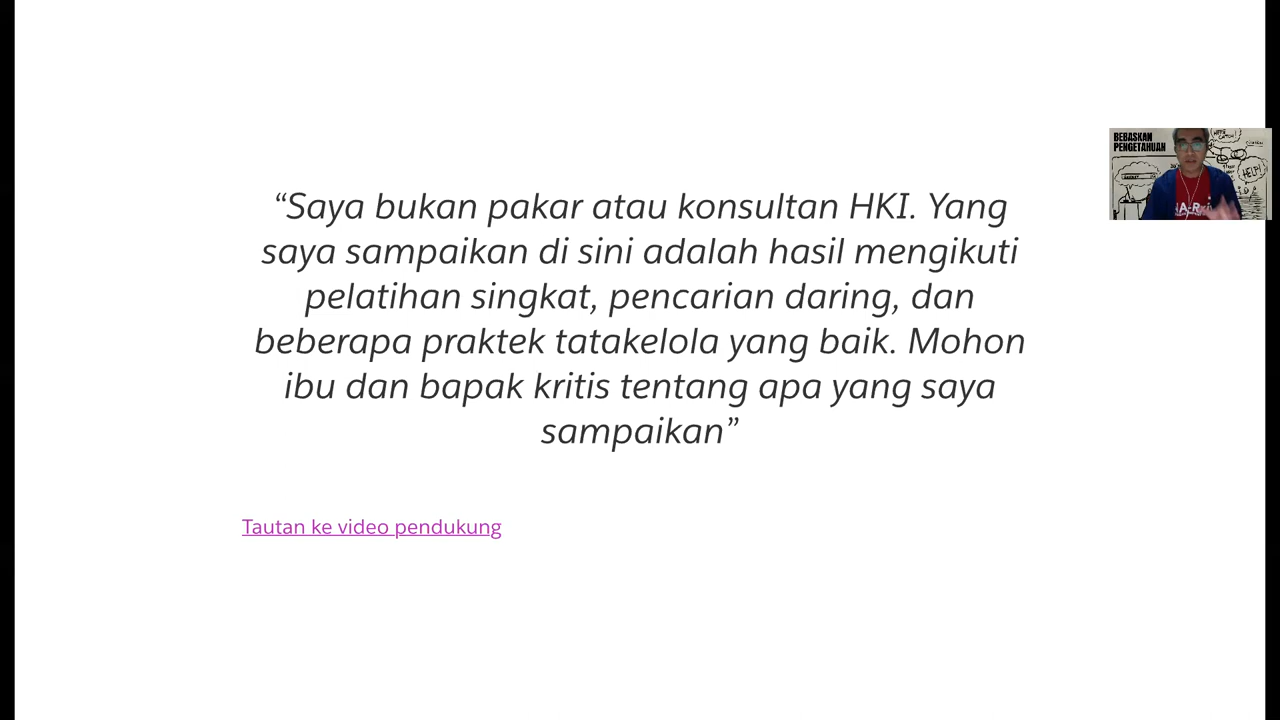 “Saya bukan pakar atau konsultan HKI. Yang
saya sampaikan di sini adalah hasil mengikuti
pelatihan singkat, pencarian daring, dan
beberapa praktek tatakelola yang baik. Mohon
ibu dan bapak kritis tentang apa yang saya
sampaikan”
Tautan ke video pendukung
BEBASKAN
PENGETAHUAN
HELP!